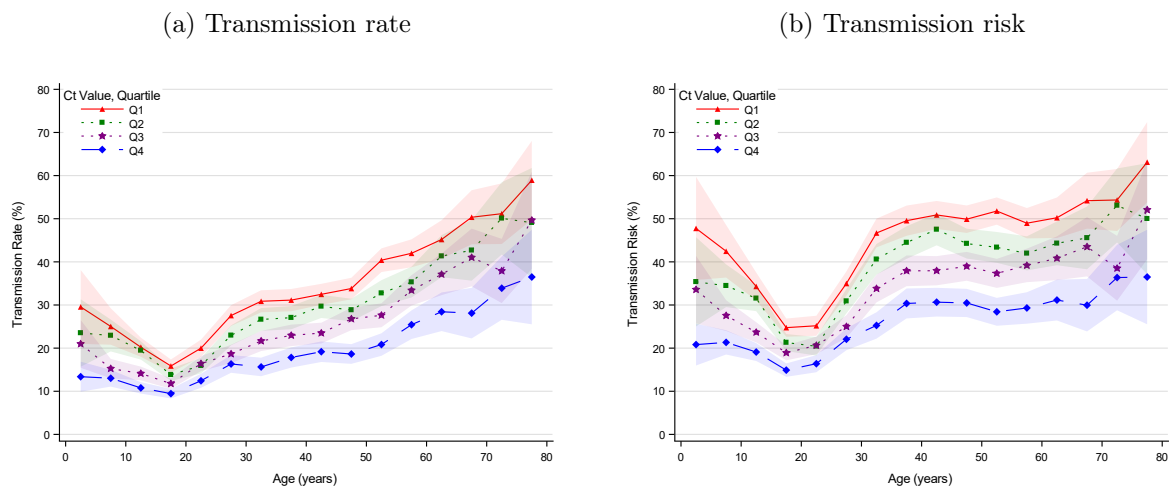 (a) Transmission rate
Ct Value, Quartile
Q1
Q2
Q3
Q4
Transmission Rate (%)
80
70
60
50
40
30
20
10
0
0 10 20 30 40 50 60 70 80
Age (years)
(b) Transmission risk
Ct Value, Quartile
Q1
Q2
Q3
Q4
Transmission Risk (%)
80
70
60
50
40
30
20
10
0
0 10 20 30 40 50 60 70 80
Age (years)